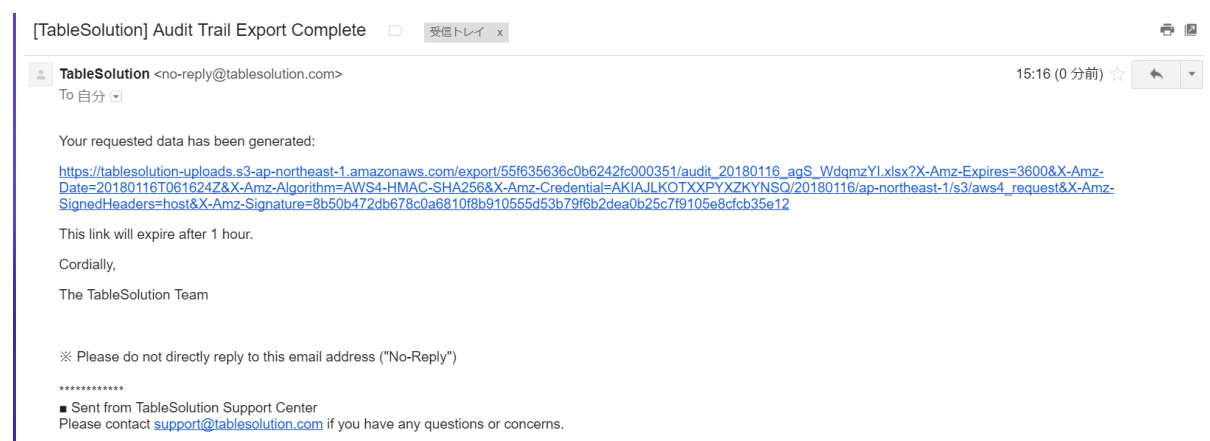 [TableSolution] Audit Trail Export Complete 受信トレイ x
TableSolution <no-reply@tablesolution.com> 15:16 (0 分前)
To 自分
Your requested data has been generated:
https://tablesolution-uploads.s3-ap-northeast-1.amazonaws.com/export/55f635636c0b6242fc000351/audit_20180116_agS_WdqmzYI.xlsx?X-Amz-Expires=3600&X-Amz-
Date=20180116T061624Z&X-Amz-Algorithm=AWS4-HMAC-SHA256&X-Amz-Credential=AKIAJLKOTXXPYXZKYNSQ/20180116/ap-northeast-1/s3/aws4_request&X-Amz-
SignedHeaders=host&X-Amz-Signature=8b50b472db678c0a6810f8b910555d53b79f6b2dea0b25c7f9105e8cfcb35e12
This link will expire after 1 hour.
Cordially,
The TableSolution Team
※ Please do not directly reply to this email address ("No-Reply")
************
■ Sent from TableSolution Support Center
Please contact support@tablesolution.com if you have any questions or concerns.